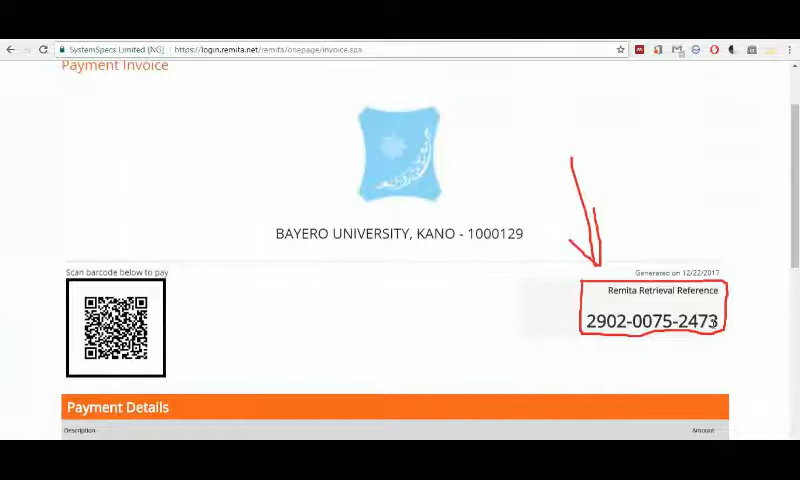 SystemSpecs Limited [NG] https://login.remita.net/remita/onepage/invoice.spa
Payment Invoice
BAYERO UNIVERSITY, KANO - 1000129
Scan barcode below to pay
Generated on 12/22/2017
Remita Retrieval Reference
2902-0075-2473
Payment Details
Description
Amount